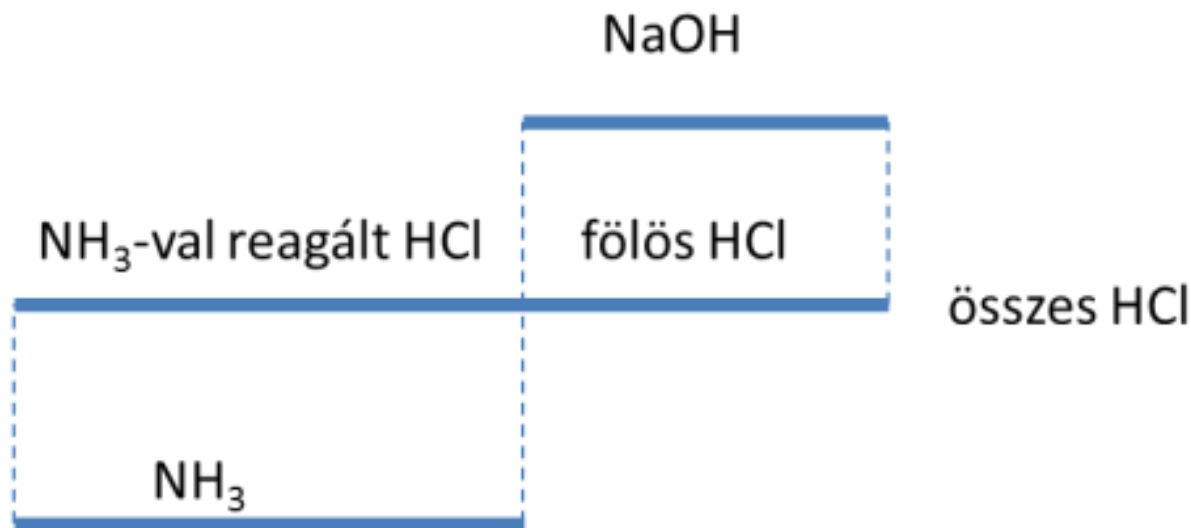 NaOH
NH₃-val reagált HCl
fölös HCl
összes HCl
NH₃